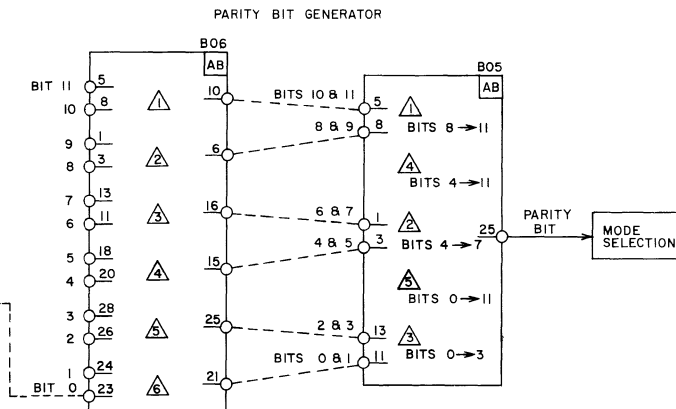 PARITY BIT GENERATOR
B06
AB
BIT 11 5
10 8
9 1
8 3
7 13
6 11
5 18
4 20
3 28
2 26
1 24
BIT 0 23
1
2
3
4
5
6
10
6
16
15
25
21
BITS 10 & 11
8 & 9
6 & 7
4 & 5
2 & 3
BITS 0 & 1
B05
AB
5
8
1
3
13
11
1
BITS 8→11
4
BITS 4→11
2
BITS 4→7
5
BITS 0→11
3
BITS 0→3
25
PARITY
BIT
MODE
SELECTION